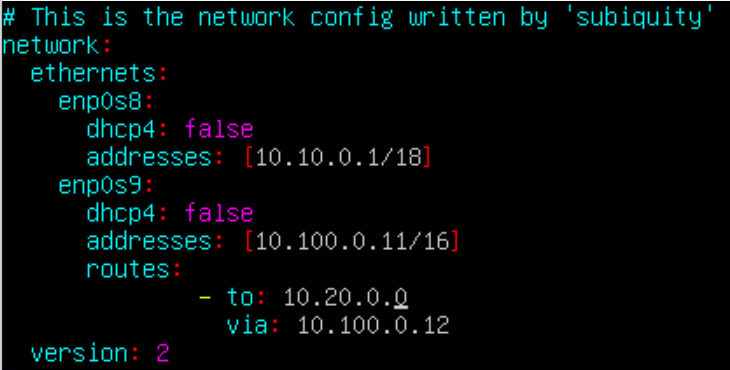 # This is the network config written by 'subiquity'
network:
  ethernets:
    enp0s8:
      dhcp4: false
      addresses: [10.10.0.1/18]
    enp0s9:
      dhcp4: false
      addresses: [10.100.0.11/16]
      routes:
              - to: 10.20.0.0
                via: 10.100.0.12
  version: 2